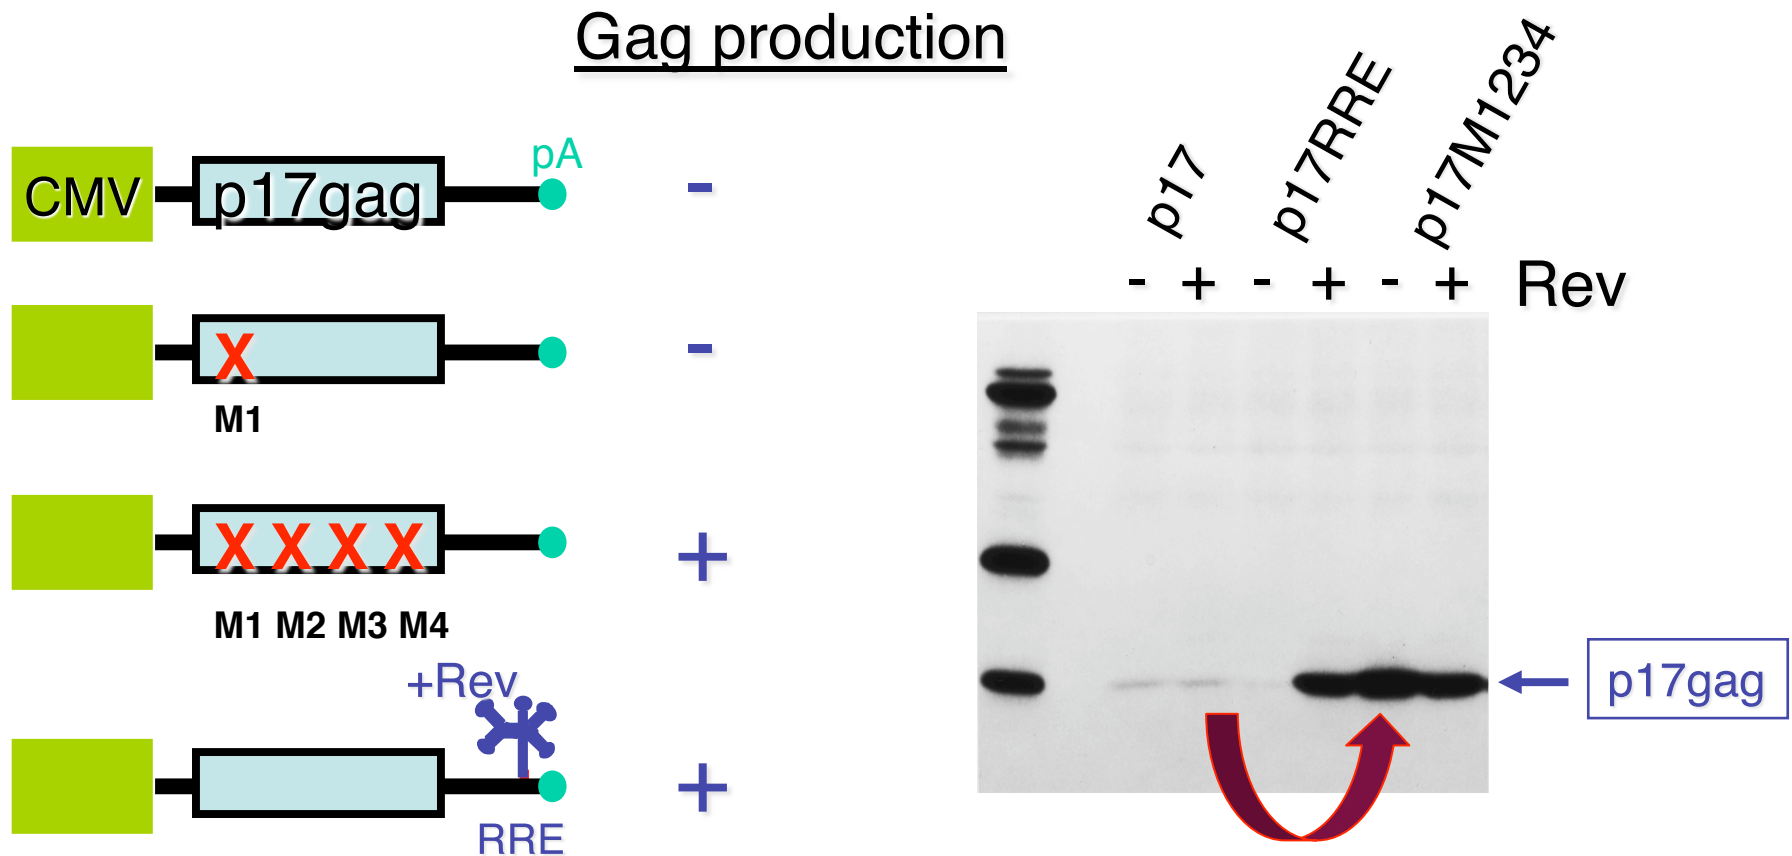 Gag production
CMV p17gag pA -
M1 -
X
X X X X +
M1 M2 M3 M4
+Rev
RRE +
p17 p17RRE p17M1234
- + - + - + Rev
p17gag